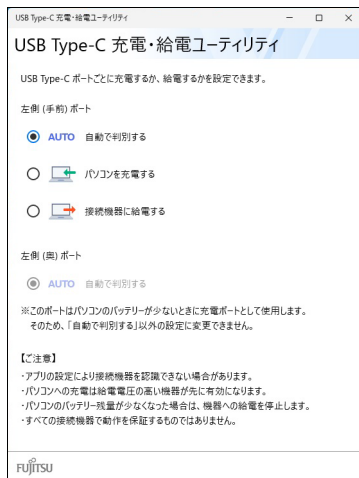 USB Type-C 充電・給電ユーティリティ
USB Type-C 充電・給電ユーティリティ
USB Type-C ポートごとに充電するか、給電するかを設定できます。
左側 (手前) ポート
AUTO 自動で判別する
パソコンを充電する
接続機器に給電する
左側 (奥) ポート
AUTO 自動で判別する
※このポートはパソコンのバッテリーが少ないときに充電ポートとして使用します。
そのため、「自動で判別する」以外の設定に変更できません。
【ご注意】
・アプリの設定により接続機器を認識できない場合があります。
・パソコンへの充電は給電電圧の高い機器が先に有効になります。
・パソコンのバッテリー残量が少なくなった場合は、機器への給電を停止します。
・すべての接続機器で動作を保証するものではありません。
FUJITSU